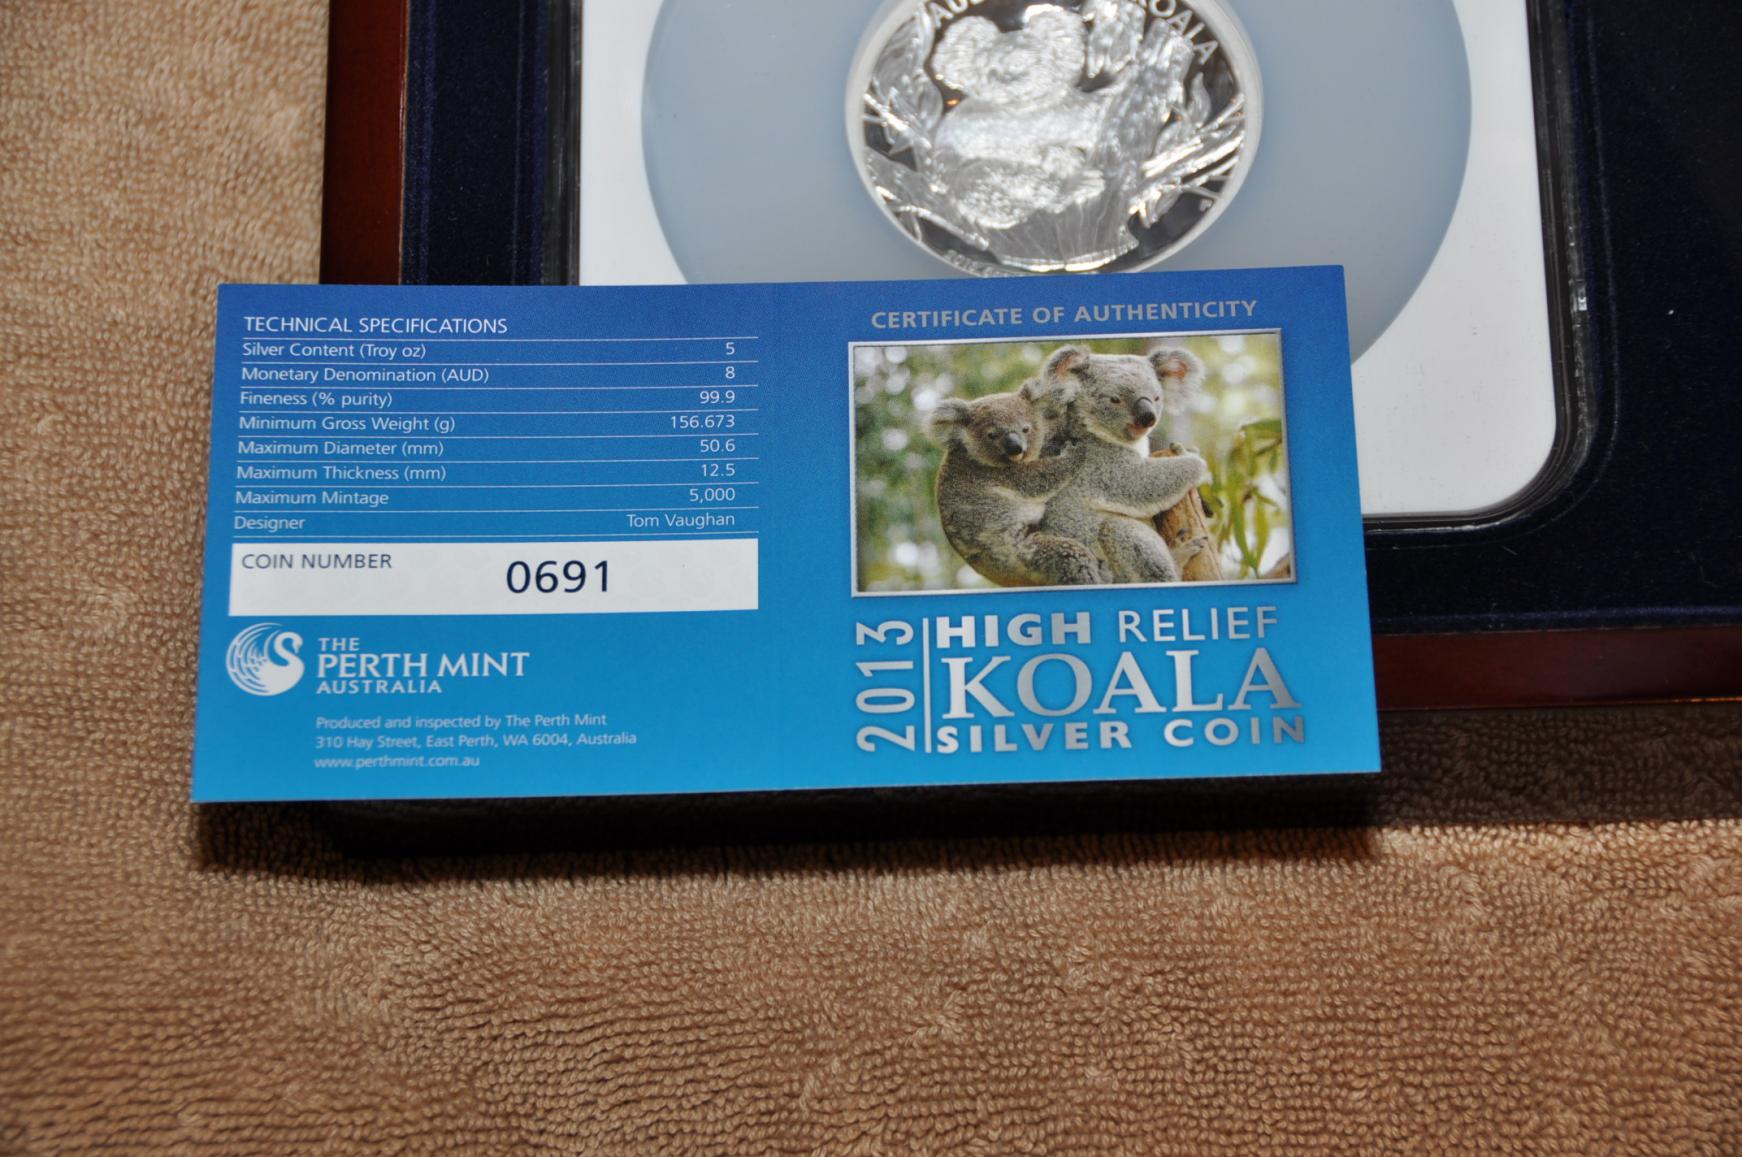 KOALA
TECHNICAL SPECIFICATIONS
Silver Content (Troy oz) 5
Monetary Denomination (AUD) 8
Fineness (% purity) 99.9
Minimum Gross Weight (g) 156.673
Maximum Diameter (mm) 50.6
Maximum Thickness (mm) 12.5
Maximum Mintage 5,000
Designer Tom Vaughan
COIN NUMBER 0691
THE
PERTH MINT
AUSTRALIA
Produced and inspected by The Perth Mint
310 Hay Street, East Perth, WA 6004, Australia
www.perthmint.com.au
CERTIFICATE OF AUTHENTICITY
2013
HIGH RELIEF
KOALA
SILVER COIN